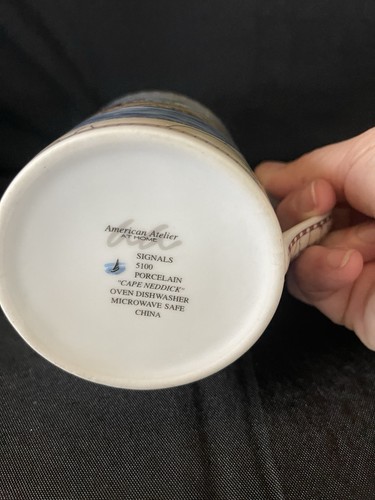 American Atelier
AT HOME
SIGNALS
5100
PORCELAIN
"CAPE NEDDICK"
OVEN DISHWASHER
MICROWAVE SAFE
CHINA